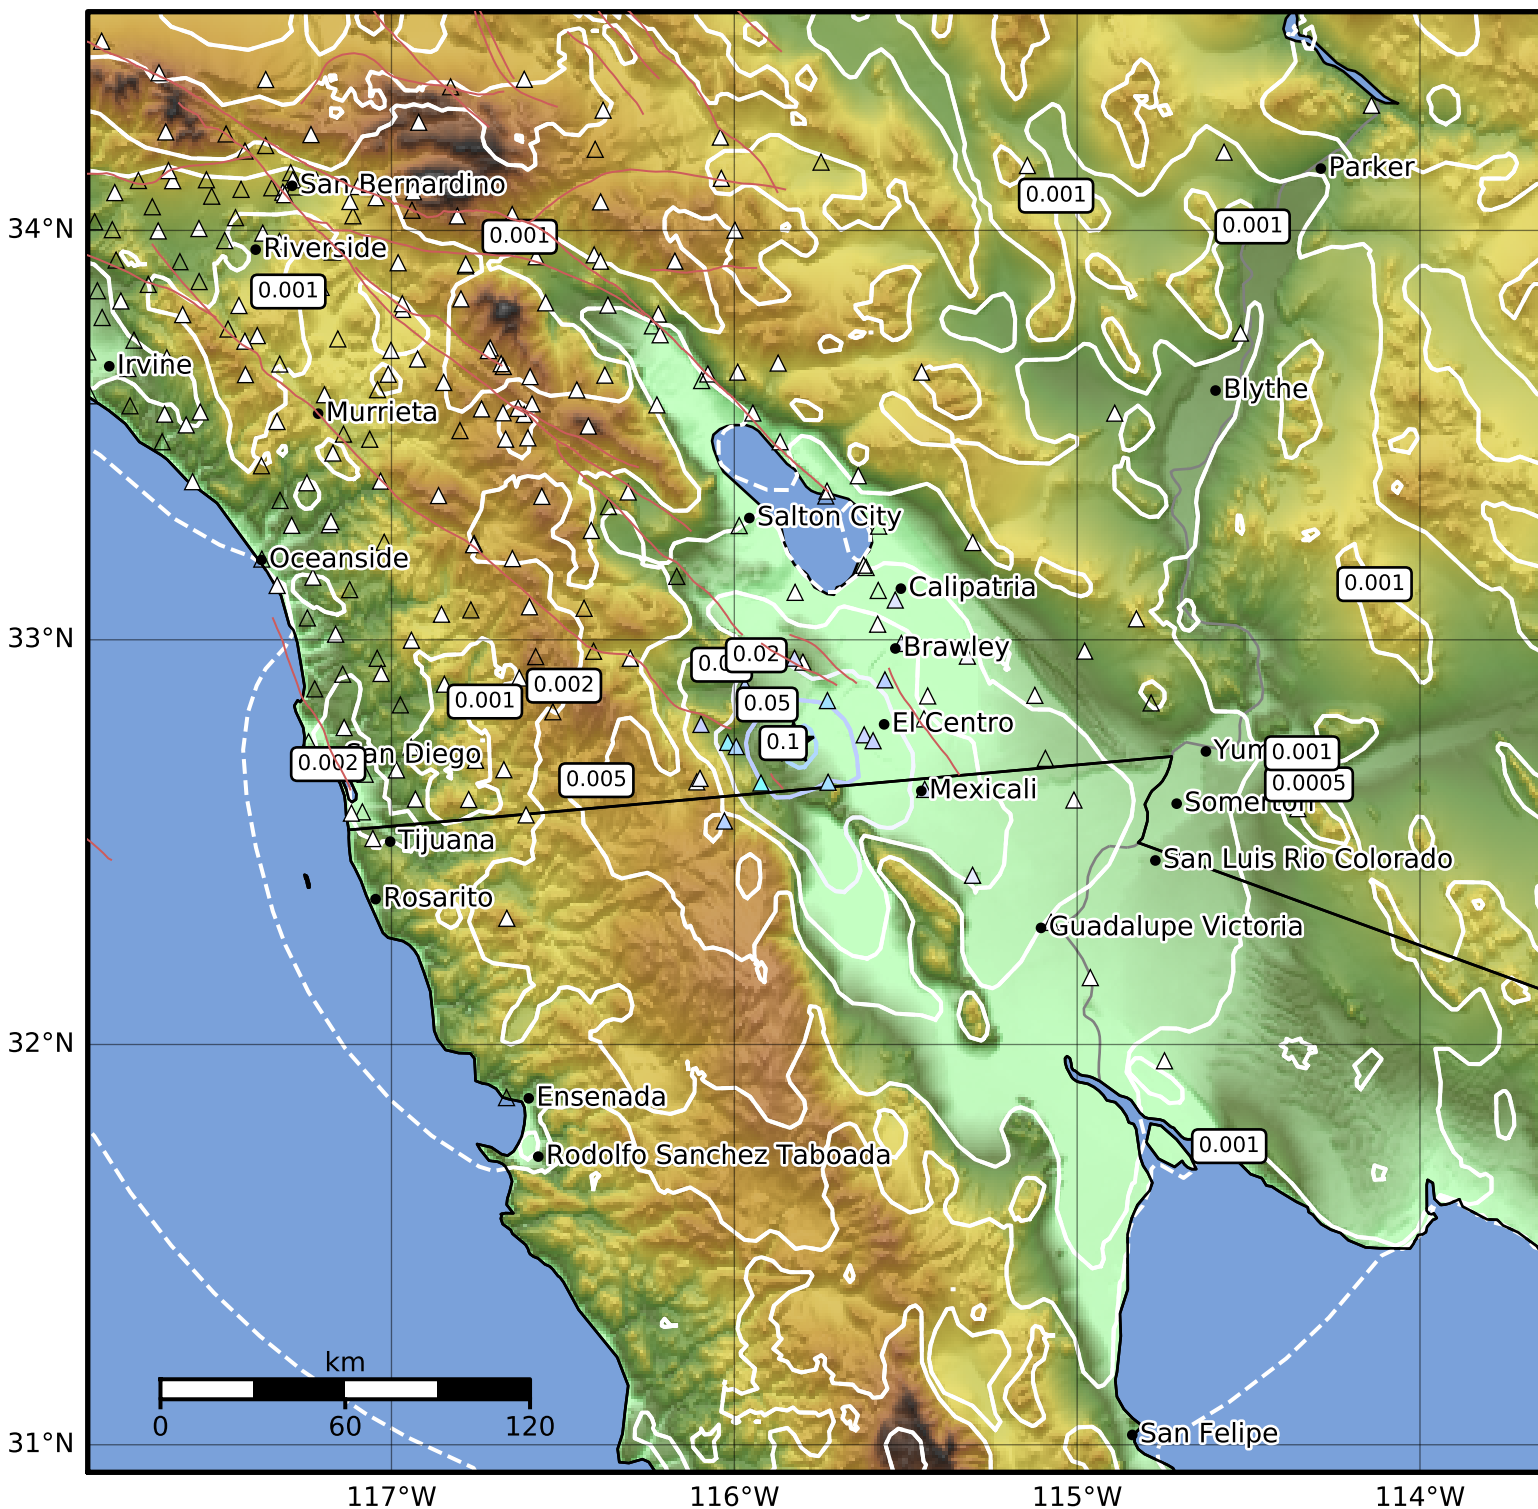 Parker
San Bernardino
0.001
0.001
34°N
0.001
Riverside
0.001
Irvine
Blythe
Murrieta
Salton City
Oceanside
0.001
Calipatria
33°N
Brawley
0.02
0.002
0.001
0.05
El Centro
0.1
San Diego
0.001
0.002
0.005
0.0005
Mexicali
Somerton
Tijuana
San Luis Rio Colorado
Rosarito
Guadalupe Victoria
32°N
Ensenada
0.001
Rodolfo Sanchez Taboada
km
0 60 120
31°N
San Felipe
117°W 116°W 115°W 114°W